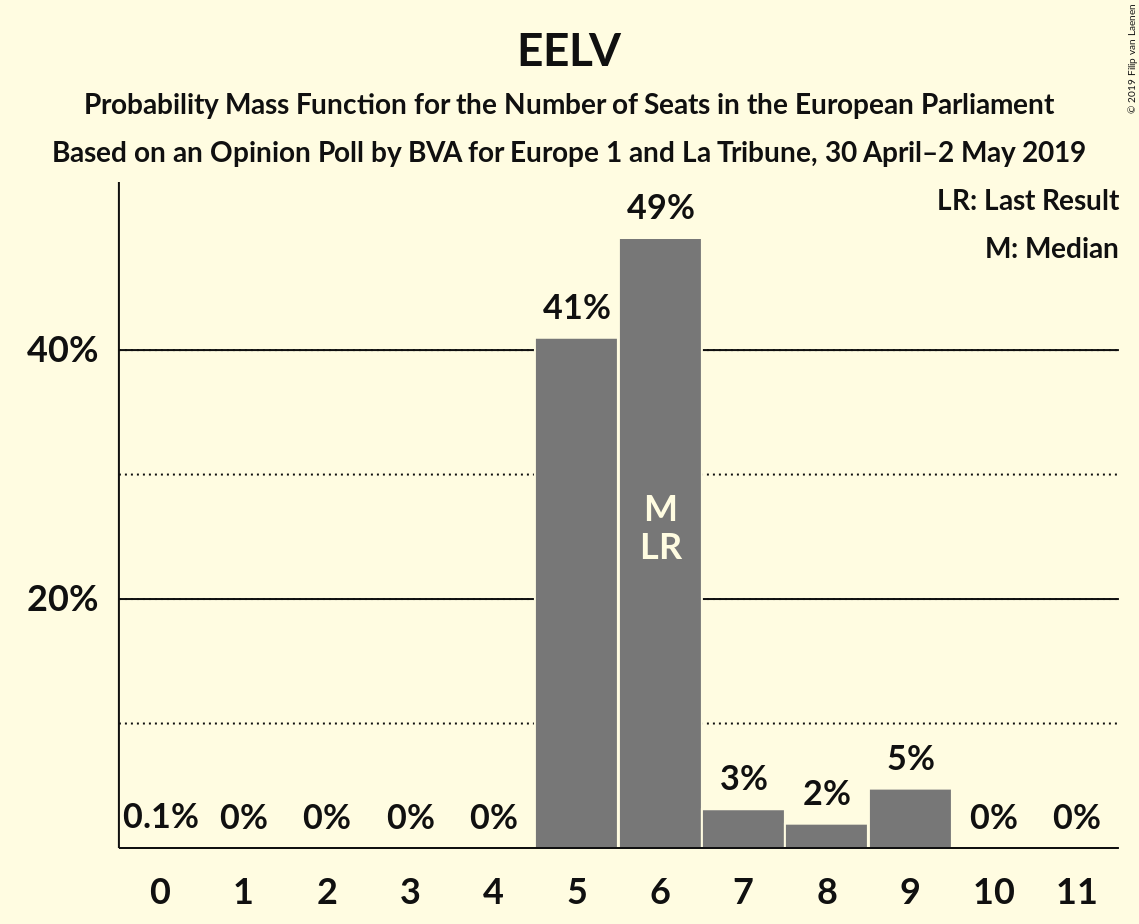 EELV
Probability Mass Function for the Number of Seats in the European Parliament
Based on an Opinion Poll by BVA for Europe 1 and La Tribune, 30 April–2 May 2019
© 2019 Filip van Laenen
LR: Last Result
M: Median
49%
41%
40%
M
LR
20%
5%
3%
2%
0.1% 0% 0% 0% 0% 0% 0%
0 1 2 3 4 5 6 7 8 9 10 11